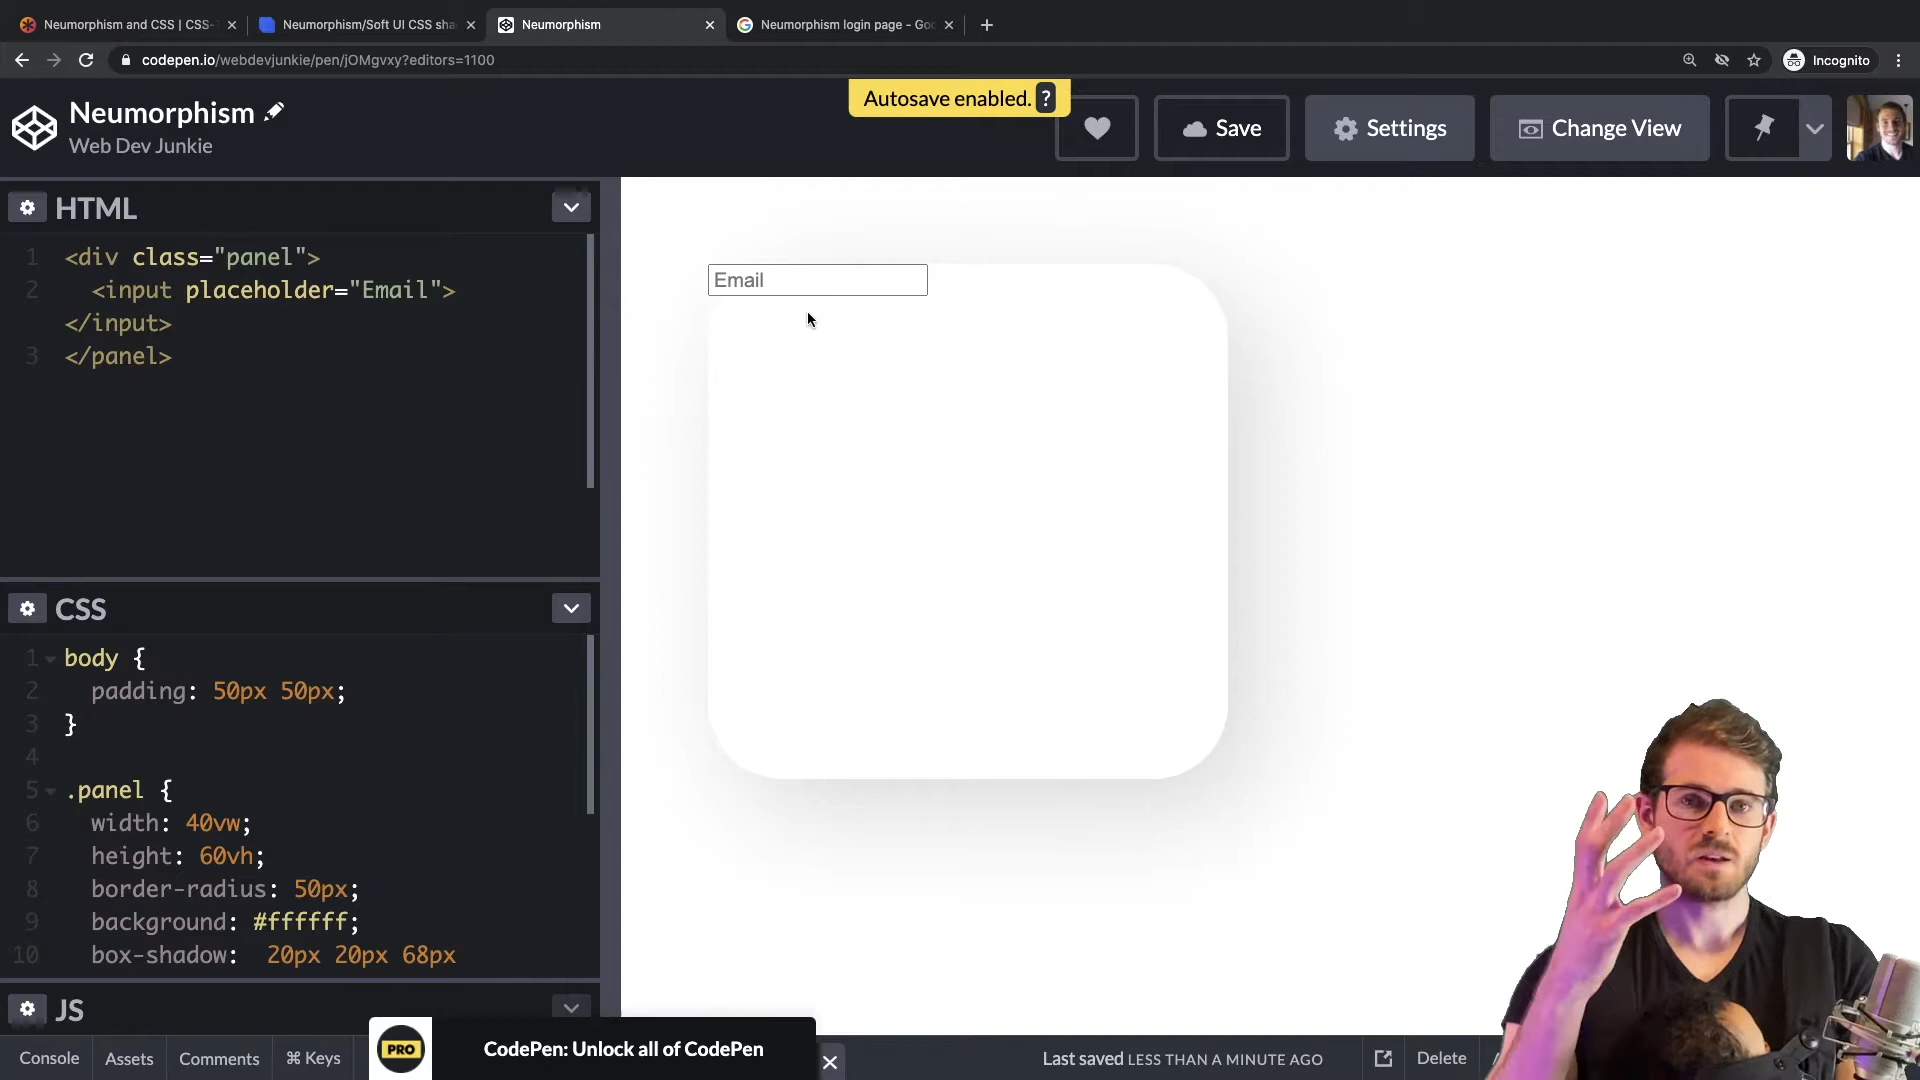 Neumorphism and CSS | CSS-
Neumorphism/Soft UI CSS sha
Neumorphism
Neumorphism login page - Goo
codepen.io/webdevjunkie/pen/jOMgvxy?editors=1100
Incognito
Neumorphism
Web Dev Junkie
Autosave enabled. ?
Save
Settings
Change View
HTML
1 <div class="panel">
2 <input placeholder="Email">
</input>
3 </panel>
Email
CSS
1 body {
2 padding: 50px 50px;
3 }
4
5 .panel {
6 width: 40vw;
7 height: 60vh;
8 border-radius: 50px;
9 background: #ffffff;
10 box-shadow: 20px 20px 68px
JS
Console
Assets
Comments
⌘ Keys
PRO
CodePen: Unlock all of CodePen
Last saved LESS THAN A MINUTE AGO
Delete